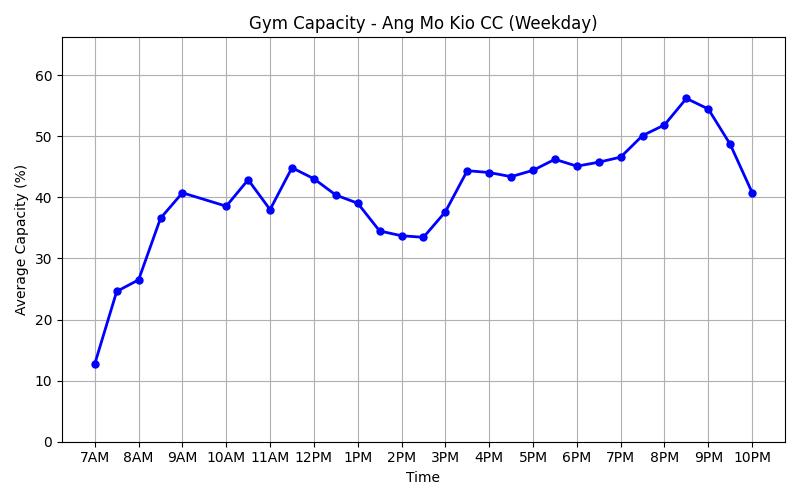 Gym Capacity - Ang Mo Kio CC (Weekday)
60
50
40
30
20
10
0
Average Capacity (%)
7AM 8AM 9AM 10AM 11AM 12PM 1PM 2PM 3PM 4PM 5PM 6PM 7PM 8PM 9PM 10PM
Time